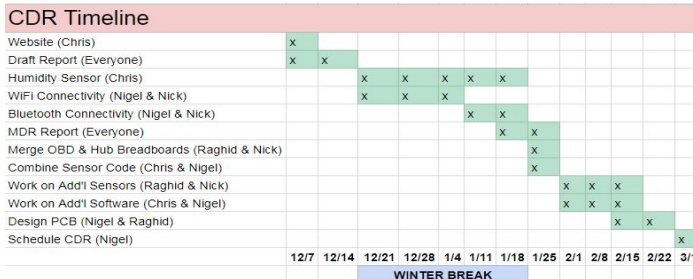 CDR Timeline
Website (Chris) x
Draft Report (Everyone) x x
Humidity Sensor (Chris) x x x x x
WiFi Connectivity (Nigel & Nick) x x x
Bluetooth Connectivity (Nigel & Nick) x x
MDR Report (Everyone) x x
Merge OBD & Hub Breadboards (Raghid & Nick) x
Combine Sensor Code (Chris & Nigel) x
Work on Add'l Sensors (Raghid & Nick) x x x
Work on Add'l Software (Chris & Nigel) x x x
Design PCB (Nigel & Raghid) x x
Schedule CDR (Nigel) x
12/7 12/14 12/21 12/28 1/4 1/11 1/18 1/25 2/1 2/8 2/15 2/22
WINTER BREAK